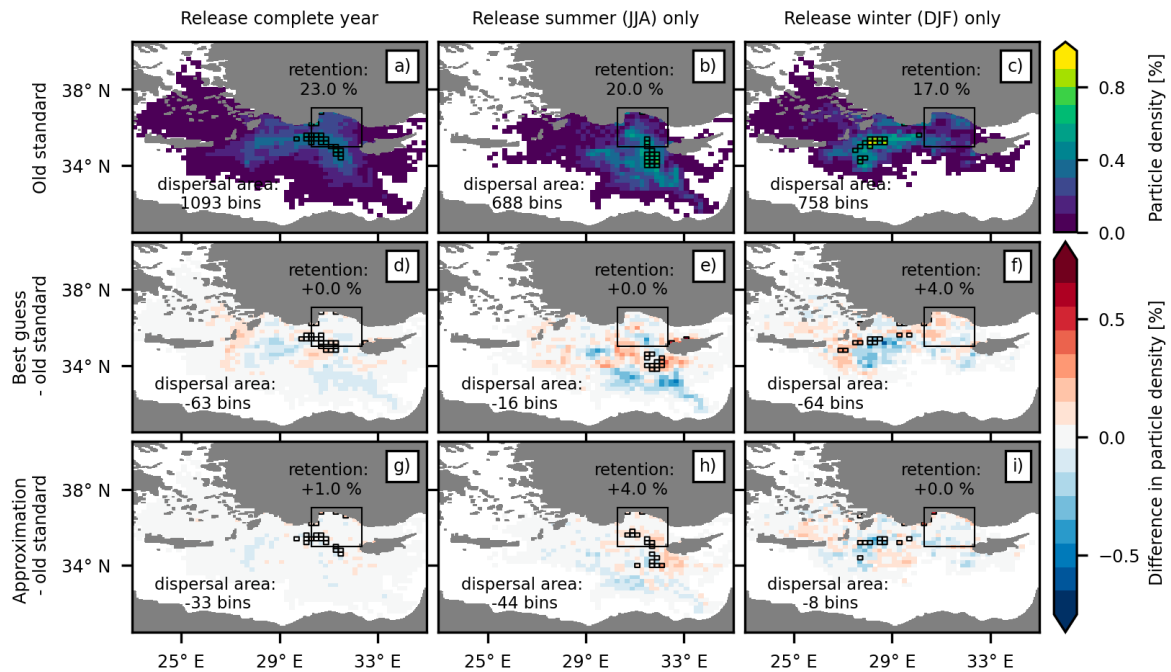 Release complete year
Release summer (JJA) only
Release winter (DJF) only
Old standard
38° N
34° N
a)
retention:
23.0 %
dispersal area:
1093 bins
b)
retention:
20.0 %
dispersal area:
688 bins
c)
retention:
17.0 %
dispersal area:
758 bins
0.8
0.4
0.0
Particle density [%]
Best guess
- old standard
38° N
34° N
d)
retention:
+0.0 %
dispersal area:
-63 bins
e)
retention:
+0.0 %
dispersal area:
-16 bins
f)
retention:
+4.0 %
dispersal area:
-64 bins
Approximation
- old standard
38° N
34° N
g)
retention:
+1.0 %
dispersal area:
-33 bins
h)
retention:
+4.0 %
dispersal area:
-44 bins
i)
retention:
+0.0 %
dispersal area:
-8 bins
0.5
0.0
−0.5
Difference in particle density [%]
25° E
29° E
33° E
25° E
29° E
33° E
25° E
29° E
33° E